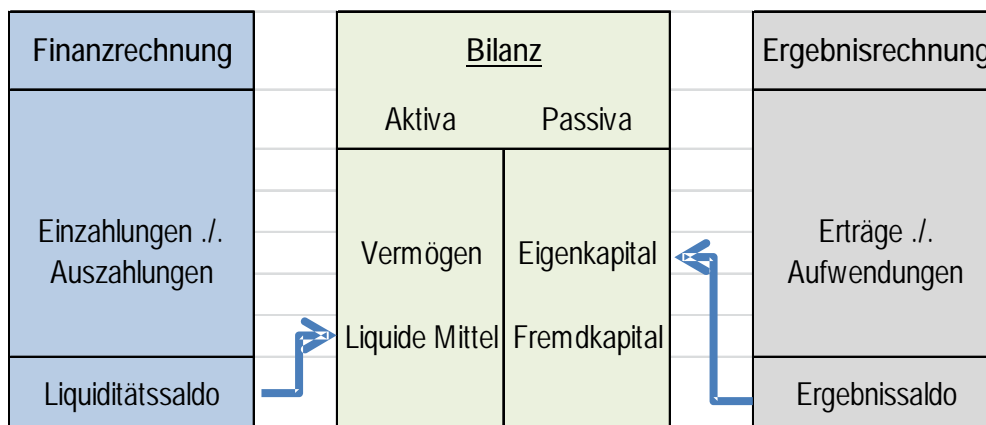 Finanzrechnung
Einzahlungen ./.
Auszahlungen
Liquiditätssaldo
Bilanz
Aktiva Passiva
Vermögen Eigenkapital
Liquide Mittel Fremdkapital
Ergebnisrechnung
Erträge ./.
Aufwendungen
Ergebnissaldo